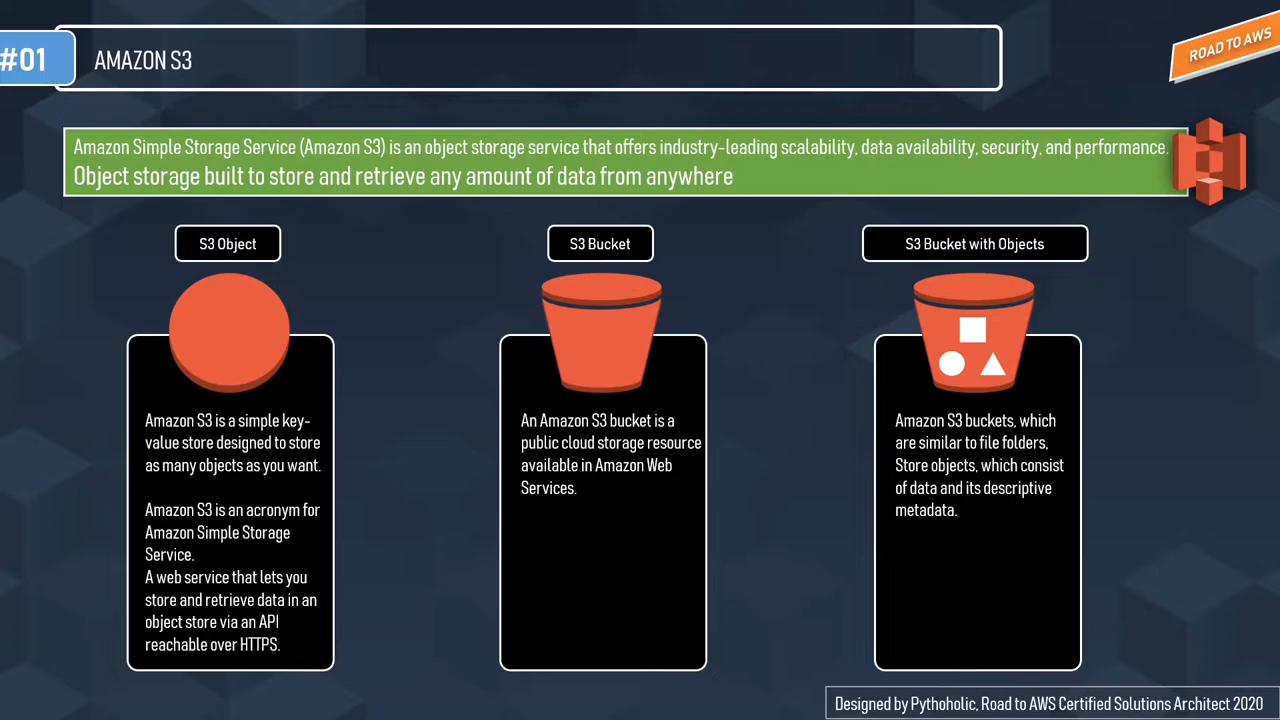 #01
AMAZON S3
ROAD TO AWS
Amazon Simple Storage Service (Amazon S3) is an object storage service that offers industry-leading scalability, data availability, security, and performance.
Object storage built to store and retrieve any amount of data from anywhere
S3 Object
Amazon S3 is a simple key-
value store designed to store
as many objects as you want.
Amazon S3 is an acronym for
Amazon Simple Storage
Service.
A web service that lets you
store and retrieve data in an
object store via an API
reachable over HTTPS.
S3 Bucket
An Amazon S3 bucket is a
public cloud storage resource
available in Amazon Web
Services.
S3 Bucket with Objects
Amazon S3 buckets, which
are similar to file folders,
Store objects, which consist
of data and its descriptive
metadata.
Designed by Pythoholic, Road to AWS Certified Solutions Architect 2020